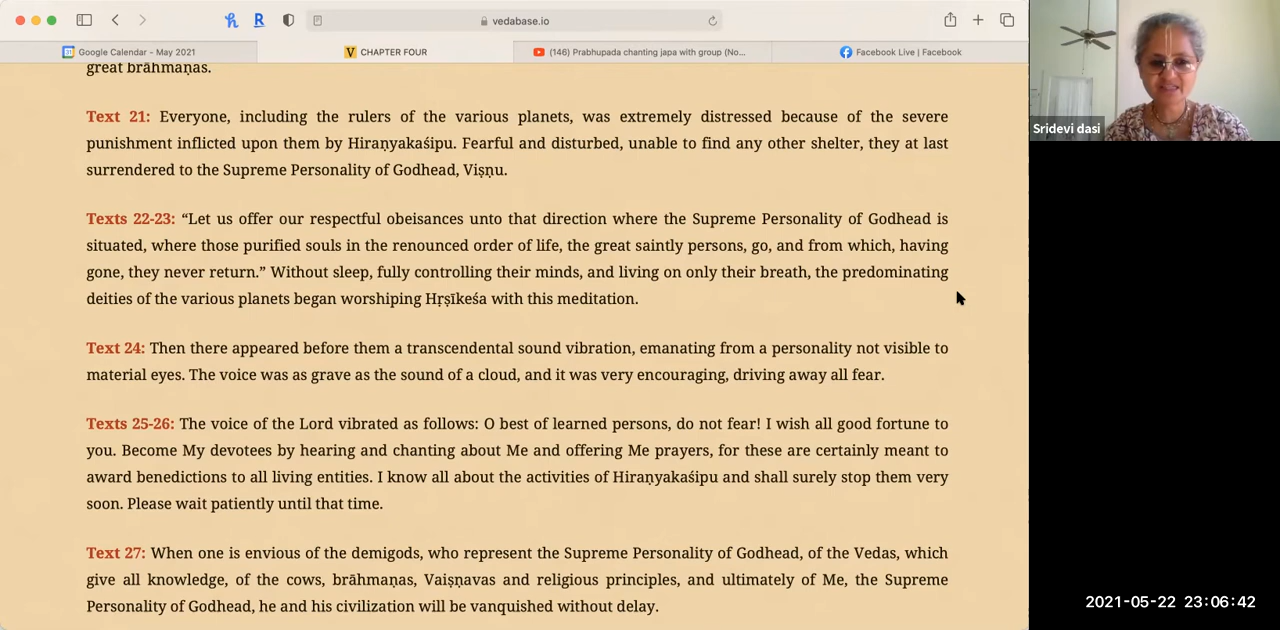 vedabase.io
Google Calendar - May 2021
CHAPTER FOUR
(146) Prabhupada chanting japa with group (No...
Facebook Live | Facebook
great brāhmaṇas.
Text 21: Everyone, including the rulers of the various planets, was extremely distressed because of the severe
punishment inflicted upon them by Hiraṇyakaśipu. Fearful and disturbed, unable to find any other shelter, they at last
surrendered to the Supreme Personality of Godhead, Viṣṇu.
Texts 22-23: “Let us offer our respectful obeisances unto that direction where the Supreme Personality of Godhead is
situated, where those purified souls in the renounced order of life, the great saintly persons, go, and from which, having
gone, they never return.” Without sleep, fully controlling their minds, and living on only their breath, the predominating
deities of the various planets began worshiping Hṛṣīkeśa with this meditation.
Text 24: Then there appeared before them a transcendental sound vibration, emanating from a personality not visible to
material eyes. The voice was as grave as the sound of a cloud, and it was very encouraging, driving away all fear.
Texts 25-26: The voice of the Lord vibrated as follows: O best of learned persons, do not fear! I wish all good fortune to
you. Become My devotees by hearing and chanting about Me and offering Me prayers, for these are certainly meant to
award benedictions to all living entities. I know all about the activities of Hiraṇyakaśipu and shall surely stop them very
soon. Please wait patiently until that time.
Text 27: When one is envious of the demigods, who represent the Supreme Personality of Godhead, of the Vedas, which
give all knowledge, of the cows, brāhmaṇas, Vaiṣṇavas and religious principles, and ultimately of Me, the Supreme
Personality of Godhead, he and his civilization will be vanquished without delay.
Sridevi dasi
2021-05-22 23:06:42